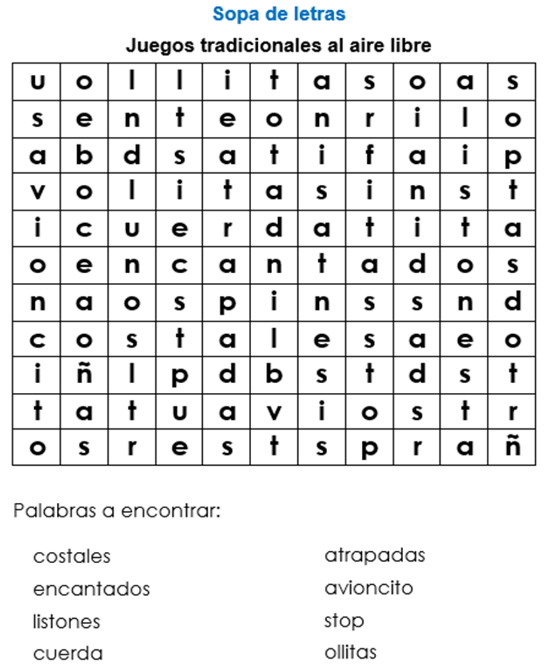 Sopa de letras
Juegos tradicionales al aire libre
u o l l i t a s o a s
s e n t e o n r i l o
a b d s a t i f a i p
v o l i t a s i n s t
i c u e r d a t i t a
o e n c a n t a d o s
n a o s p i n s s n d
c o s t a l e s a e o
i ñ l p d b s t d s t
t a t u a v i o s t r
o s r e s t s p r a ñ
Palabras a encontrar:
costales atrapadas
encantados avioncito
listones stop
cuerda ollitas